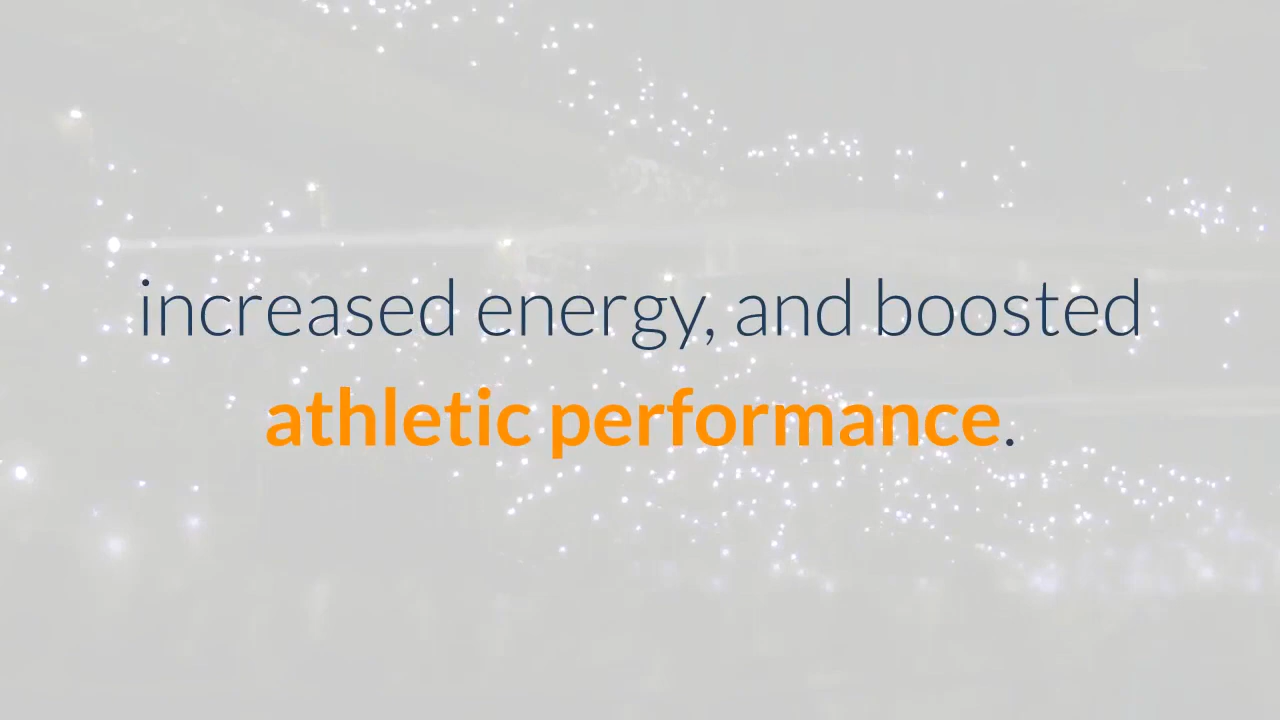 increased energy, and boosted
athletic performance.